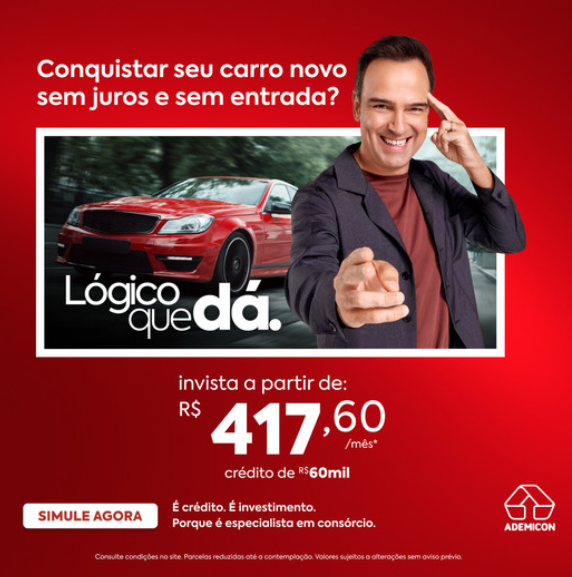 Conquistar seu carro novo
sem juros e sem entrada?
Lógico
que dá.
invista a partir de:
R$ 417,60
/mês*
crédito de R$60mil
SIMULE AGORA
É crédito. É investimento.
Porque é especialista em consórcio.
ADEMICON
Consulte condições no site. Parcelas reduzidas até a contemplação. Valores sujeitos a alterações sem aviso prévio.